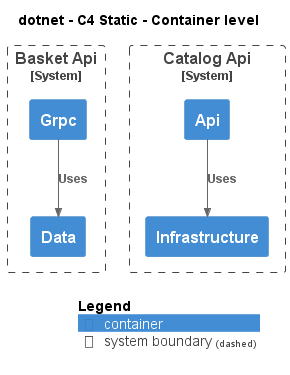 dotnet - C4 Static - Container level
Basket Api
[System]
Catalog Api
[System]
Grpc
Api
Uses
Uses
Data
Infrastructure
Legend
container
system boundary (dashed)